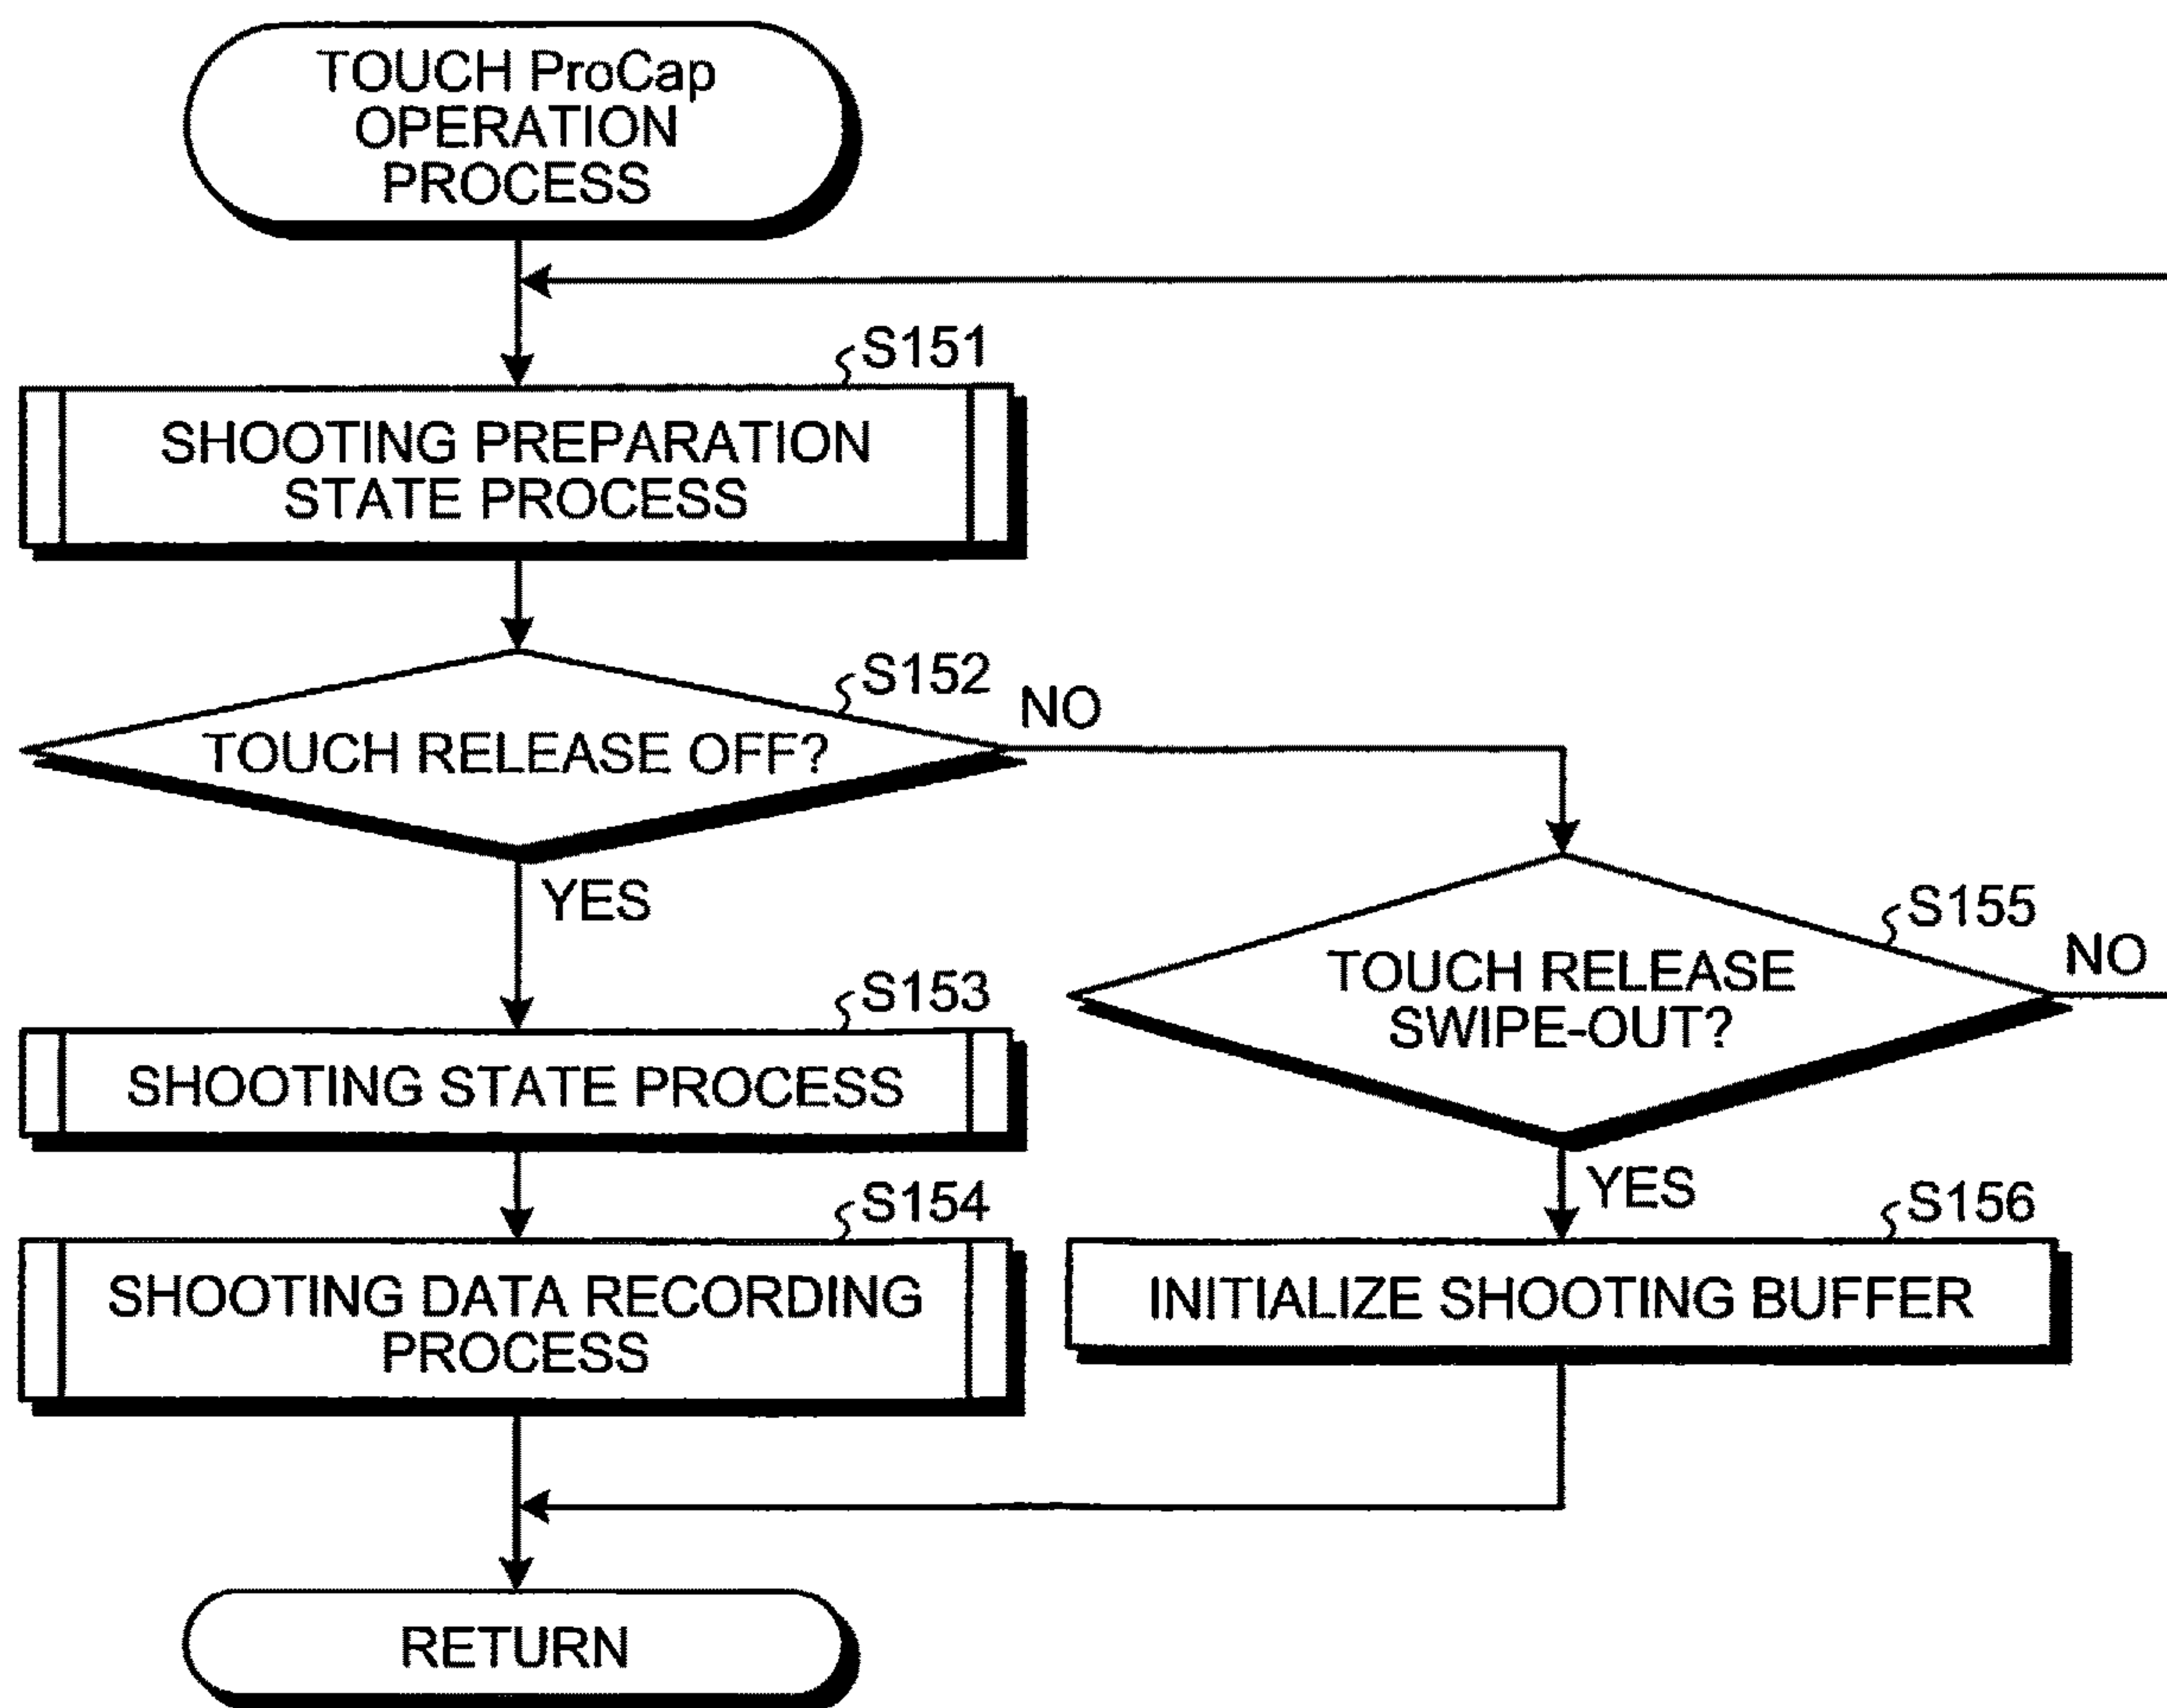 TOUCH ProCap
OPERATION
PROCESS
S151
SHOOTING PREPARATION
STATE PROCESS
S152
NO
TOUCH RELEASE OFF?
YES
S155
NO
TOUCH RELEASE
SWIPE-OUT?
S153
SHOOTING STATE PROCESS
YES
S154
S156
SHOOTING DATA RECORDING
PROCESS
INITIALIZE SHOOTING BUFFER
RETURN